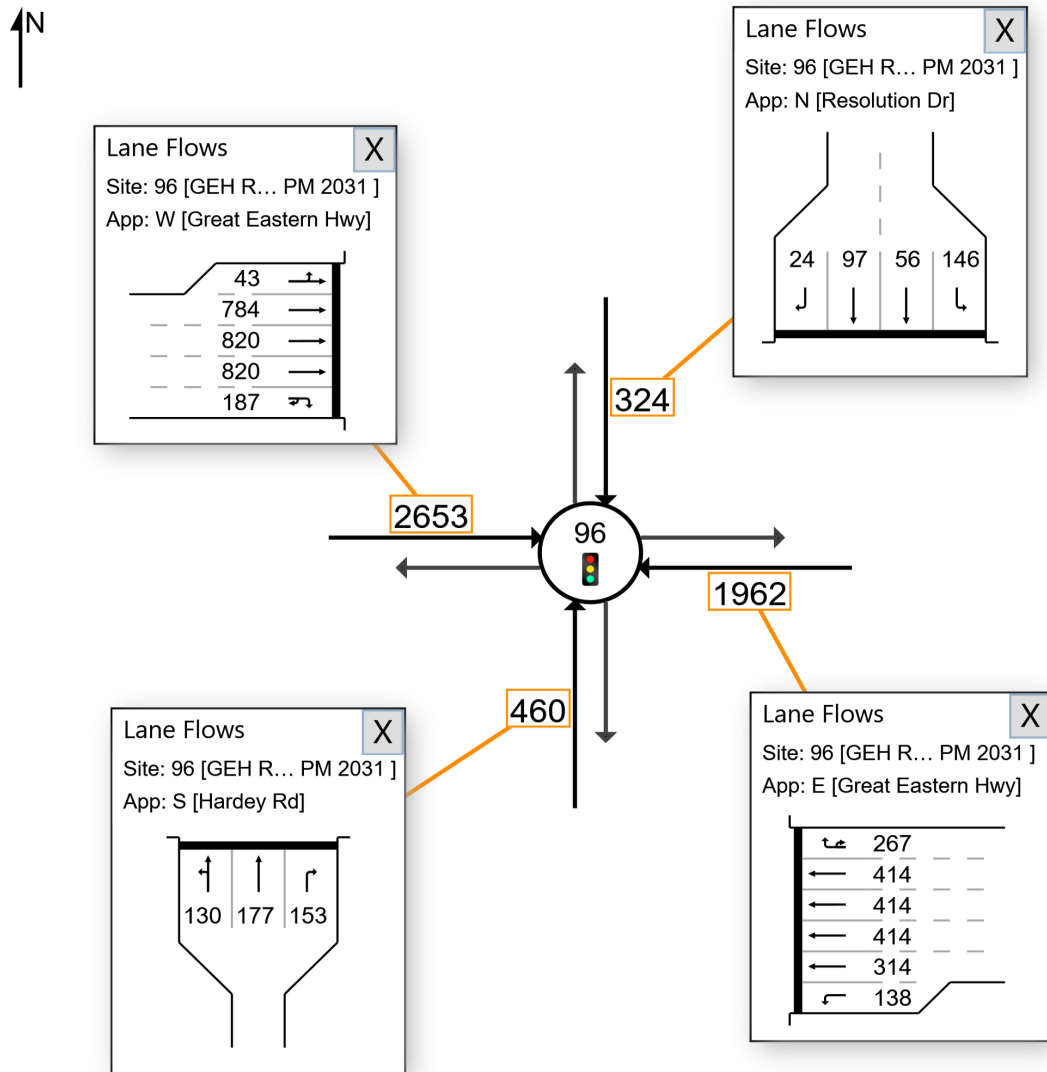 N
Lane Flows X
Site: 96 [GEH R... PM 2031 ]
App: N [Resolution Dr]
24 97 56 146
Lane Flows X
Site: 96 [GEH R... PM 2031 ]
App: W [Great Eastern Hwy]
43
784
820
820
187
324
2653
96
1962
460
Lane Flows X
Site: 96 [GEH R... PM 2031 ]
App: S [Hardey Rd]
130 177 153
Lane Flows X
Site: 96 [GEH R... PM 2031 ]
App: E [Great Eastern Hwy]
267
414
414
414
314
138